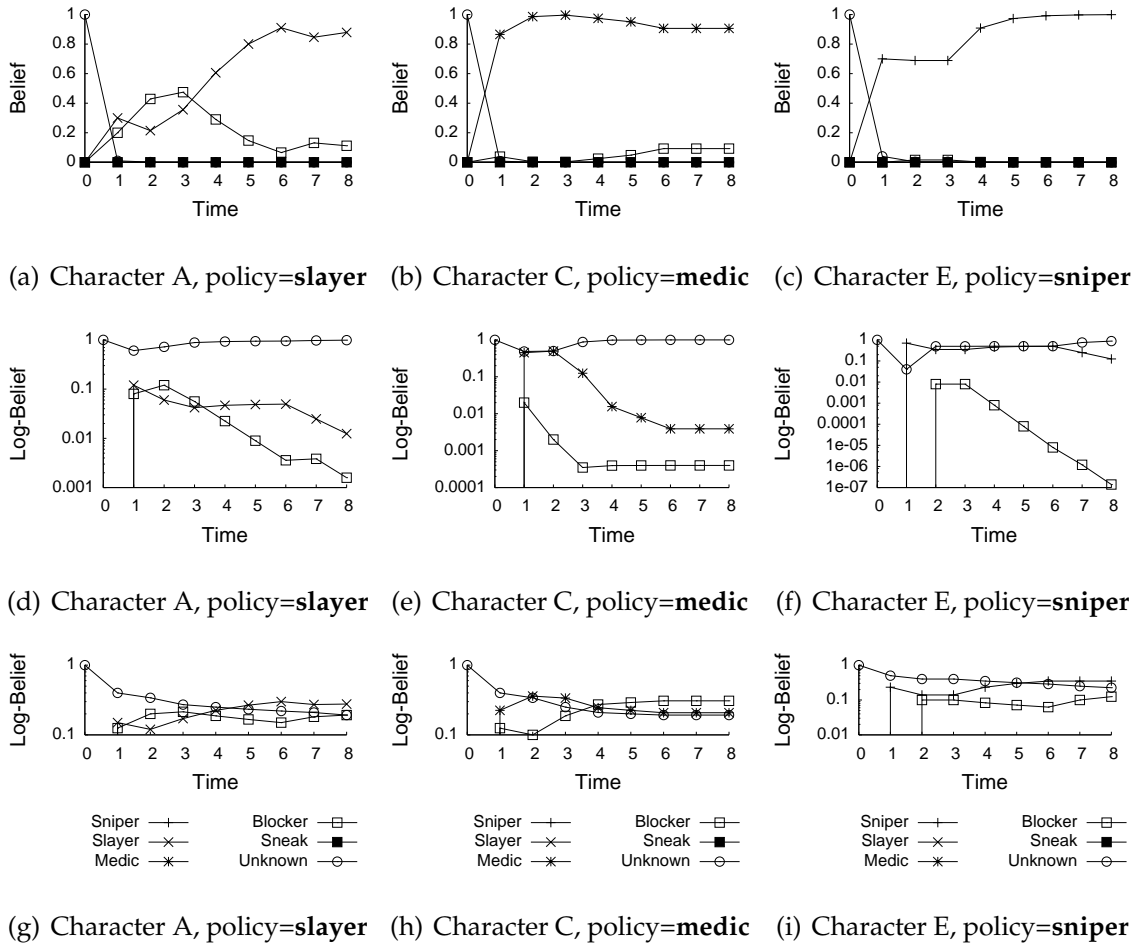 1
0.8
0.6
0.4
0.2
0
Belief
0 1 2 3 4 5 6 7 8
Time
1
0.8
0.6
0.4
0.2
0
Belief
0 1 2 3 4 5 6 7 8
Time
1
0.8
0.6
0.4
0.2
0
Belief
0 1 2 3 4 5 6 7 8
Time
(a) Character A, policy=slayer
(b) Character C, policy=medic
(c) Character E, policy=sniper
1
0.1
0.01
0.001
Log-Belief
0 1 2 3 4 5 6 7 8
Time
1
0.1
0.01
0.001
0.0001
Log-Belief
0 1 2 3 4 5 6 7 8
Time
1
0.1
0.01
0.001
0.0001
1e-05
1e-06
1e-07
Log-Belief
0 1 2 3 4 5 6 7 8
Time
(d) Character A, policy=slayer
(e) Character C, policy=medic
(f) Character E, policy=sniper
1
0.1
Log-Belief
0 1 2 3 4 5 6 7 8
Time
Sniper
Slayer
Medic
Blocker
Sneak
Unknown
1
0.1
Log-Belief
0 1 2 3 4 5 6 7 8
Time
Sniper
Slayer
Medic
Blocker
Sneak
Unknown
1
0.1
0.01
Log-Belief
0 1 2 3 4 5 6 7 8
Time
Sniper
Slayer
Medic
Blocker
Sneak
Unknown
(g) Character A, policy=slayer
(h) Character C, policy=medic
(i) Character E, policy=sniper